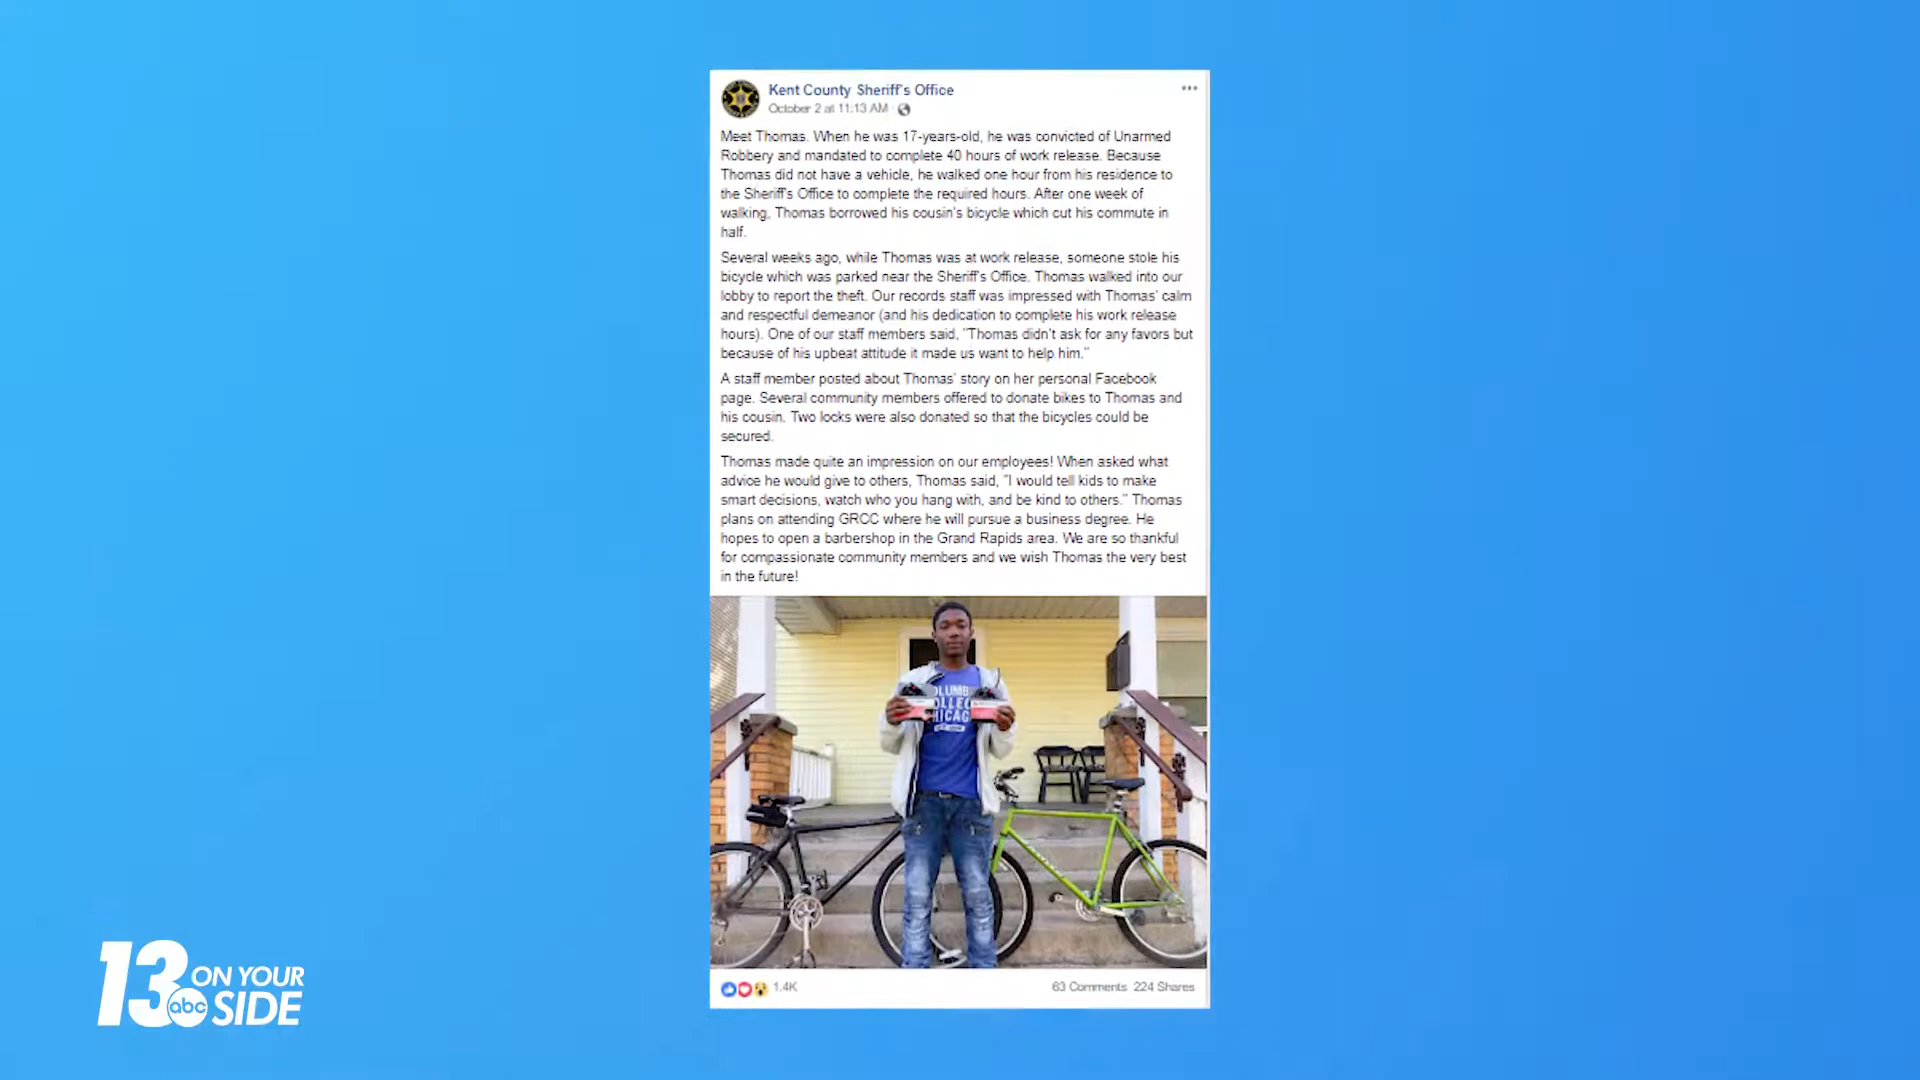 Kent County Sheriff's Office
October 2 at 11:13 AM ·
Meet Thomas. When he was 17-years-old, he was convicted of Unarmed
Robbery and mandated to complete 40 hours of work release. Because
Thomas did not have a vehicle, he walked one hour from his residence to
the Sheriff's Office to complete the required hours. After one week of
walking, Thomas borrowed his cousin's bicycle which cut his commute in
half.
Several weeks ago, while Thomas was at work release, someone stole his
bicycle which was parked near the Sheriff's Office. Thomas walked into our
lobby to report the theft. Our records staff was impressed with Thomas' calm
and respectful demeanor (and his dedication to complete his work release
hours). One of our staff members said, "Thomas didn't ask for any favors but
because of his upbeat attitude it made us want to help him."
A staff member posted about Thomas' story on her personal Facebook
page. Several community members offered to donate bikes to Thomas and
his cousin. Two locks were also donated so that the bicycles could be
secured.
Thomas made quite an impression on our employees! When asked what
advice he would give to others, Thomas said, "I would tell kids to make
smart decisions, watch who you hang with, and be kind to others." Thomas
plans on attending GRCC where he will pursue a business degree. He
hopes to open a barbershop in the Grand Rapids area. We are so thankful
for compassionate community members and we wish Thomas the very best
in the future!
OLUMB
OLLEG
HICAG
1.4K
63 Comments 224 Shares
13 ON YOUR
abc SIDE